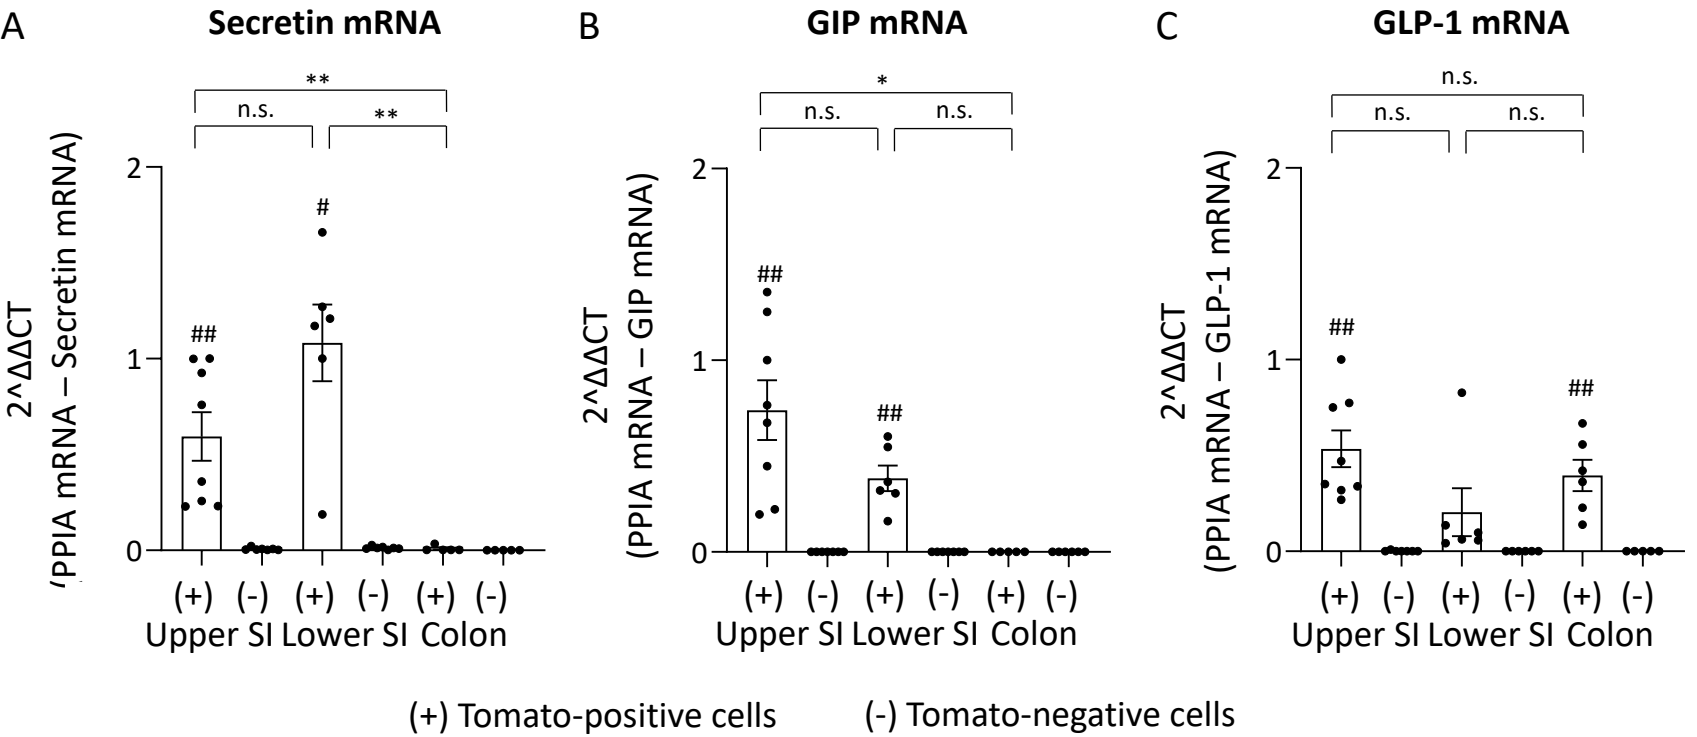 A Secretin mRNA
B GIP mRNA
C GLP-1 mRNA
**
n.s.
**
*
n.s.
n.s.
n.s.
n.s.
n.s.
2^ΔΔCT
(PPIA mRNA – Secretin mRNA)
2
1
0
##
#
(+) (-) (+) (-) (+) (-)
Upper SI Lower SI Colon
2^ΔΔCT
(PPIA mRNA – GIP mRNA)
2
1
0
##
##
(+) (-) (+) (-) (+) (-)
Upper SI Lower SI Colon
2^ΔΔCT
(PPIA mRNA – GLP-1 mRNA)
2
1
0
##
##
(+) (-) (+) (-) (+) (-)
Upper SI Lower SI Colon
(+) Tomato-positive cells (-) Tomato-negative cells